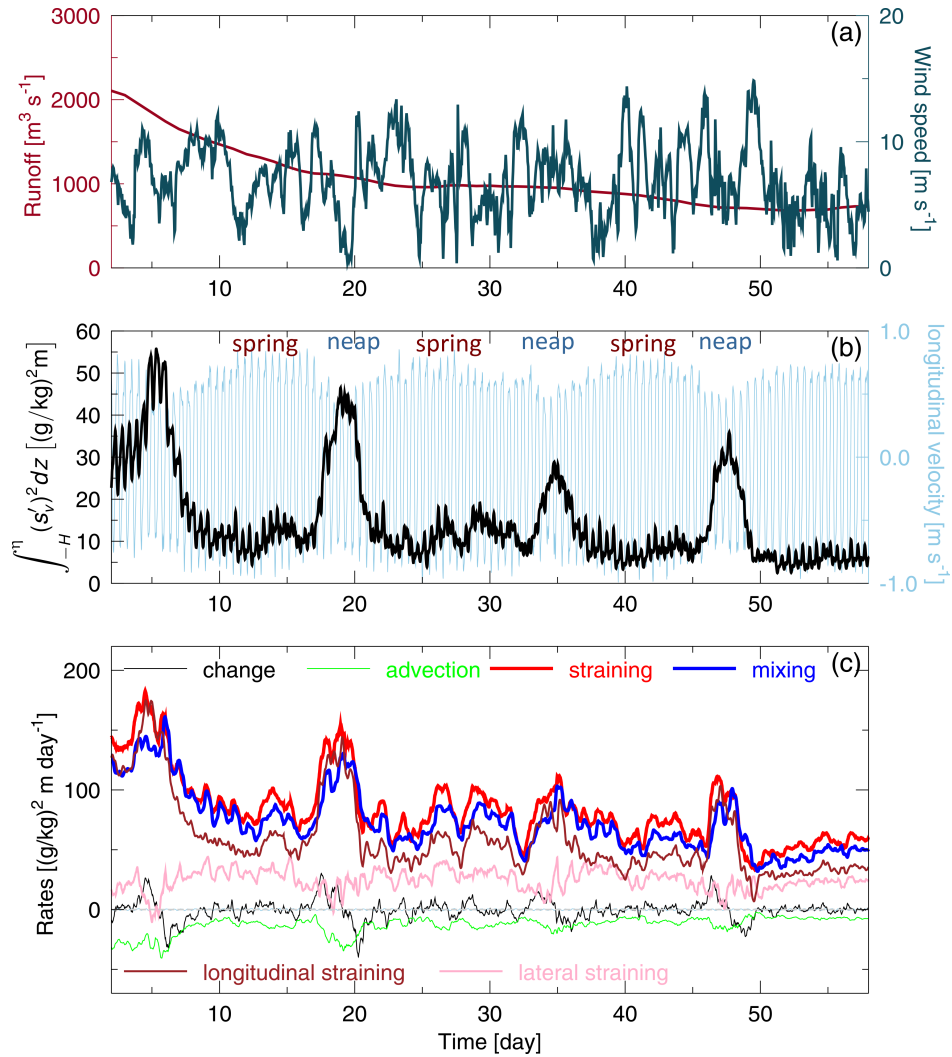 (a)
3000
2000
1000
0
Runoff [m³ s⁻¹]
20
10
0
Wind speed [m s⁻¹]
10 20 30 40 50
(b)
spring neap spring neap spring neap
60
50
40
30
20
10
0
∫_{-H}^{η} (s′ᵥ)² dz [(g/kg)²m]
1.0
0.0
-1.0
longitudinal velocity [m s⁻¹]
10 20 30 40 50
(c)
change advection straining mixing
200
100
0
Rates [(g/kg)² m day⁻¹]
longitudinal straining lateral straining
10 20 30 40 50
Time [day]